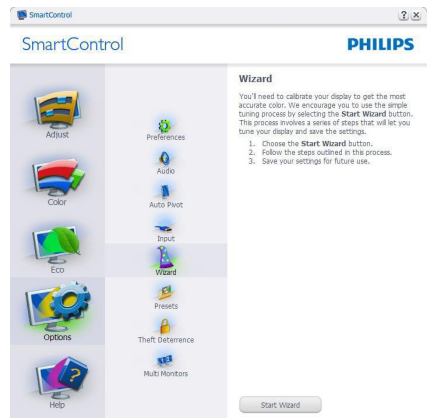 SmartControl
SmartControl
PHILIPS
Adjust
Color
Eco
Options
Help
Preferences
Audio
Auto Pivot
Input
Wizard
Presets
Theft Deterrence
Multi Monitors
Wizard
You'll need to calibrate your display to get the most
accurate color. We encourage you to use the simple
tuning process by selecting the Start Wizard button.
This process involves a series of steps that will let you
tune your display and save the settings.
1. Choose the Start Wizard button.
2. Follow the steps outlined in this process.
3. Save your settings for future use.
Start Wizard